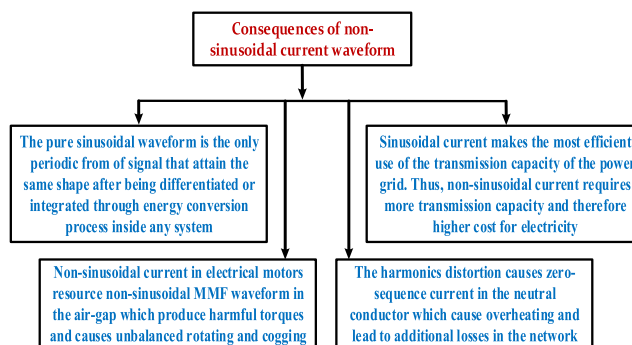 Consequences of non-
sinusoidal current waveform
The pure sinusoidal waveform is the only
periodic from of signal that attain the
same shape after being differentiated or
integrated through energy conversion
process inside any system
Sinusoidal current makes the most efficient
use of the transmission capacity of the power
grid. Thus, non-sinusoidal current requires
more transmission capacity and therefore
higher cost for electricity
Non-sinusoidal current in electrical motors
resource non-sinusoidal MMF waveform in
the air-gap which produce harmful torques
and causes unbalanced rotating and cogging
The harmonics distortion causes zero-
sequence current in the neutral
conductor which cause overheating and
lead to additional losses in the network